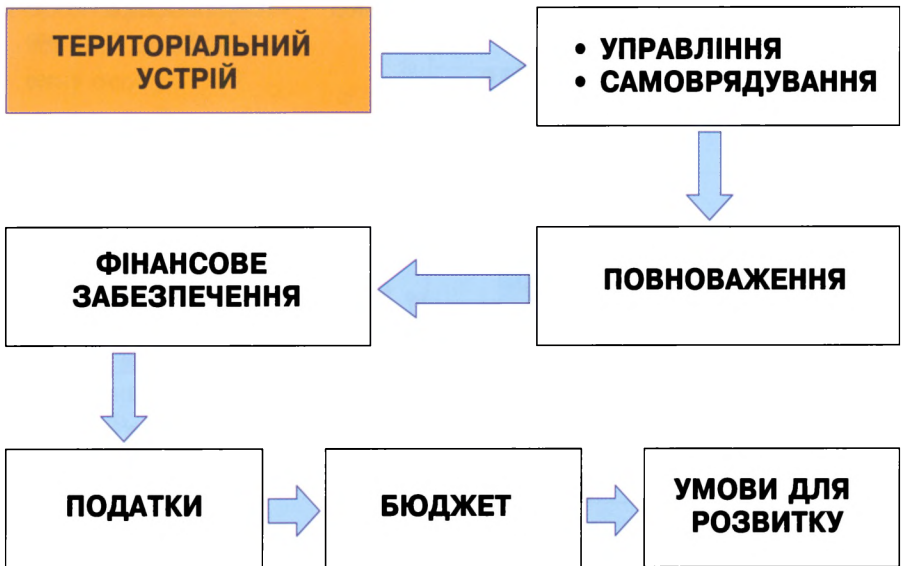 ТЕРИТОРІАЛЬНИЙ
УСТРІЙ
• УПРАВЛІННЯ
• САМОВРЯДУВАННЯ
ПОВНОВАЖЕННЯ
ФІНАНСОВЕ
ЗАБЕЗПЕЧЕННЯ
ПОДАТКИ
БЮДЖЕТ
УМОВИ ДЛЯ
РОЗВИТКУ